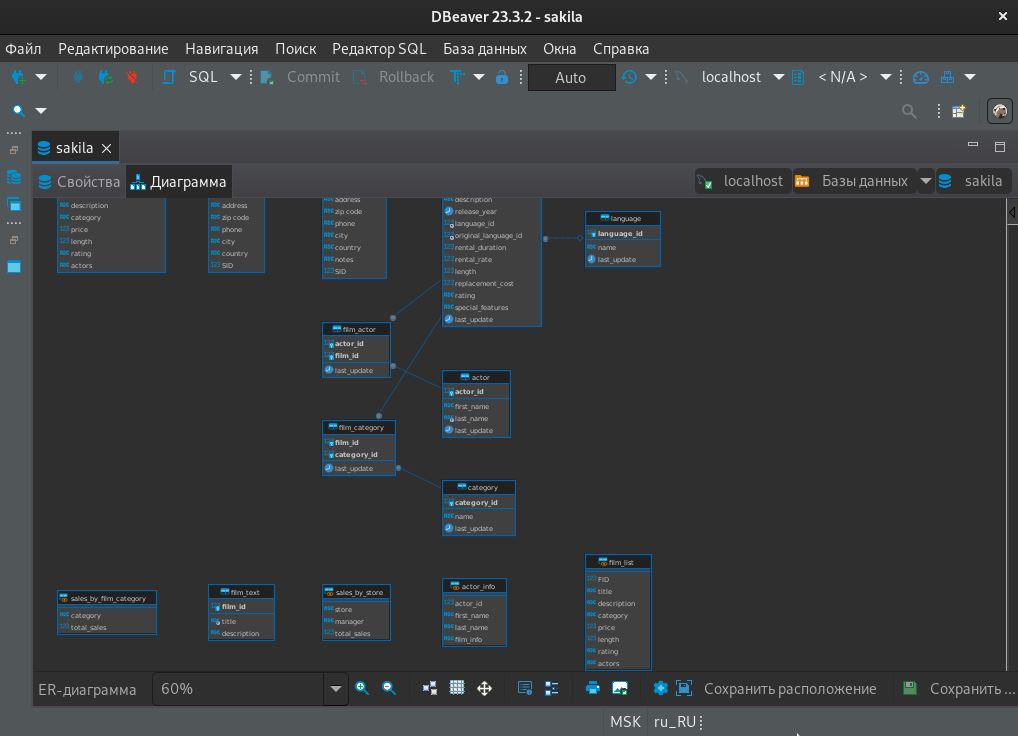 DBeaver 23.3.2 - sakila
Файл Редактирование Навигация Поиск Редактор SQL База данных Окна Справка
SQL Commit Rollback Auto localhost < N/A >
sakila
Свойства Диаграмма localhost Базы данных sakila
description
category
price
length
rating
actors
address
zip code
phone
city
country
SID
address
zip code
phone
city
country
notes
SID
description
release_year
language_id
original_language_id
rental_duration
rental_rate
length
replacement_cost
rating
special_features
last_update
language
language_id
name
last_update
film_actor
actor_id
film_id
last_update
actor
actor_id
first_name
last_name
last_update
film_category
film_id
category_id
last_update
category
category_id
name
last_update
sales_by_film_category
category
total_sales
film_text
film_id
title
description
sales_by_store
store
manager
total_sales
actor_info
actor_id
first_name
last_name
film_info
film_list
FID
title
description
category
price
length
rating
actors
ER-диаграмма 60% Сохранить расположение Сохранить ...
MSK ru_RU